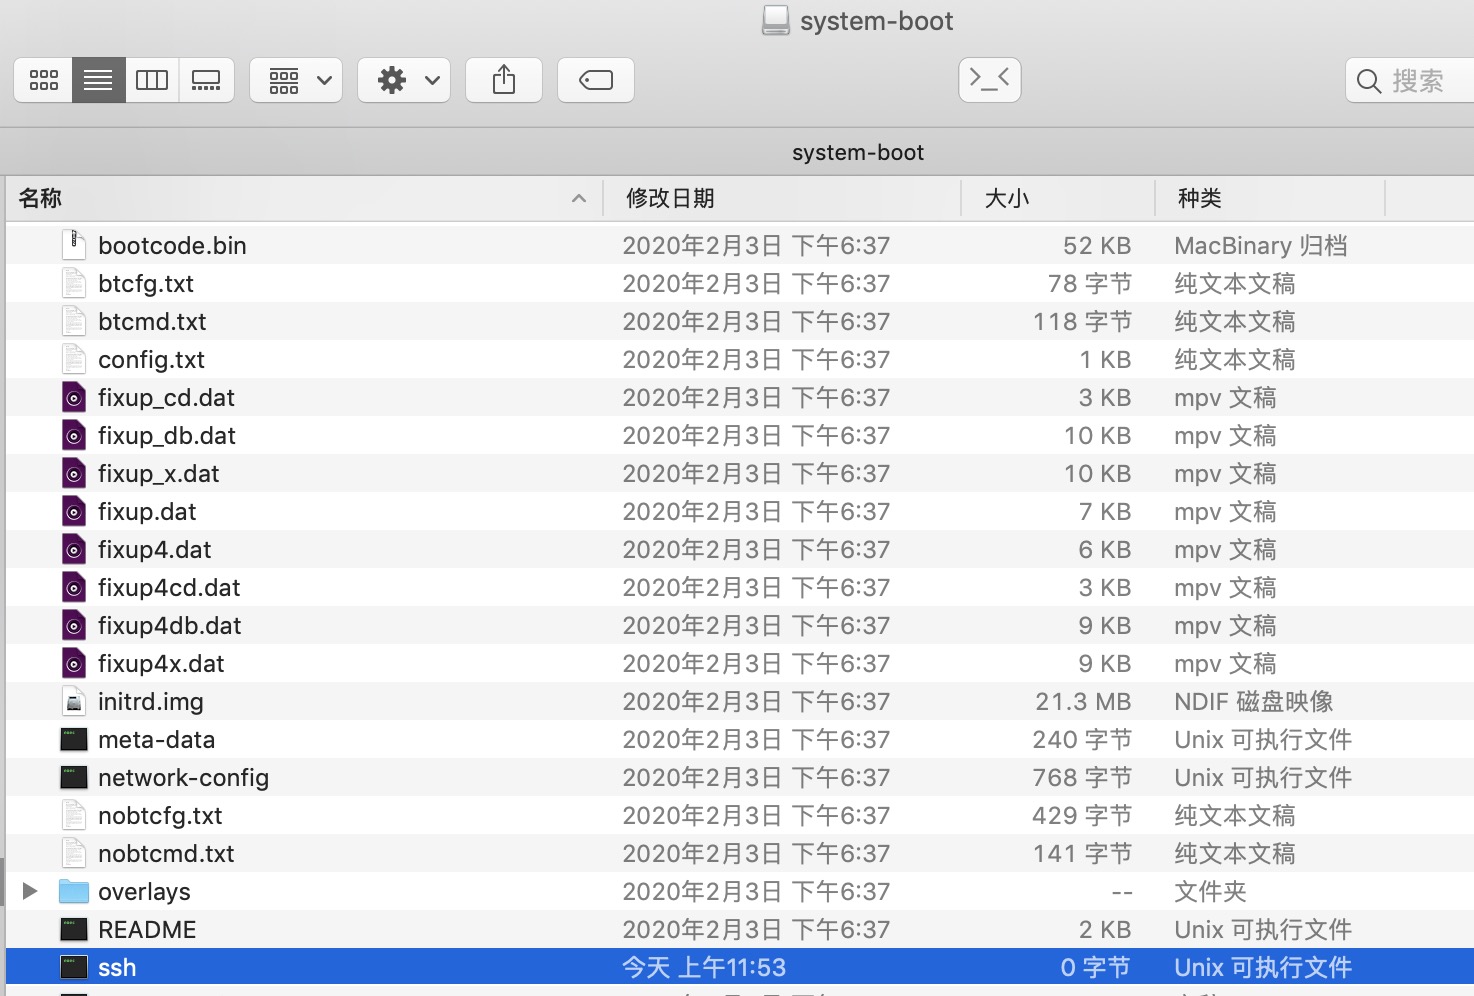 system-boot
搜索
system-boot
名称 修改日期 大小 种类
bootcode.bin 2020年2月3日 下午6:37 52 KB MacBinary 归档
btcfg.txt 2020年2月3日 下午6:37 78 字节 纯文本文稿
btcmd.txt 2020年2月3日 下午6:37 118 字节 纯文本文稿
config.txt 2020年2月3日 下午6:37 1 KB 纯文本文稿
fixup_cd.dat 2020年2月3日 下午6:37 3 KB mpv 文稿
fixup_db.dat 2020年2月3日 下午6:37 10 KB mpv 文稿
fixup_x.dat 2020年2月3日 下午6:37 10 KB mpv 文稿
fixup.dat 2020年2月3日 下午6:37 7 KB mpv 文稿
fixup4.dat 2020年2月3日 下午6:37 6 KB mpv 文稿
fixup4cd.dat 2020年2月3日 下午6:37 3 KB mpv 文稿
fixup4db.dat 2020年2月3日 下午6:37 9 KB mpv 文稿
fixup4x.dat 2020年2月3日 下午6:37 9 KB mpv 文稿
initrd.img 2020年2月3日 下午6:37 21.3 MB NDIF 磁盘映像
meta-data 2020年2月3日 下午6:37 240 字节 Unix 可执行文件
network-config 2020年2月3日 下午6:37 768 字节 Unix 可执行文件
nobtcfg.txt 2020年2月3日 下午6:37 429 字节 纯文本文稿
nobtcmd.txt 2020年2月3日 下午6:37 141 字节 纯文本文稿
overlays 2020年2月3日 下午6:37 -- 文件夹
README 2020年2月3日 下午6:37 2 KB Unix 可执行文件
ssh 今天 上午11:53 0 字节 Unix 可执行文件